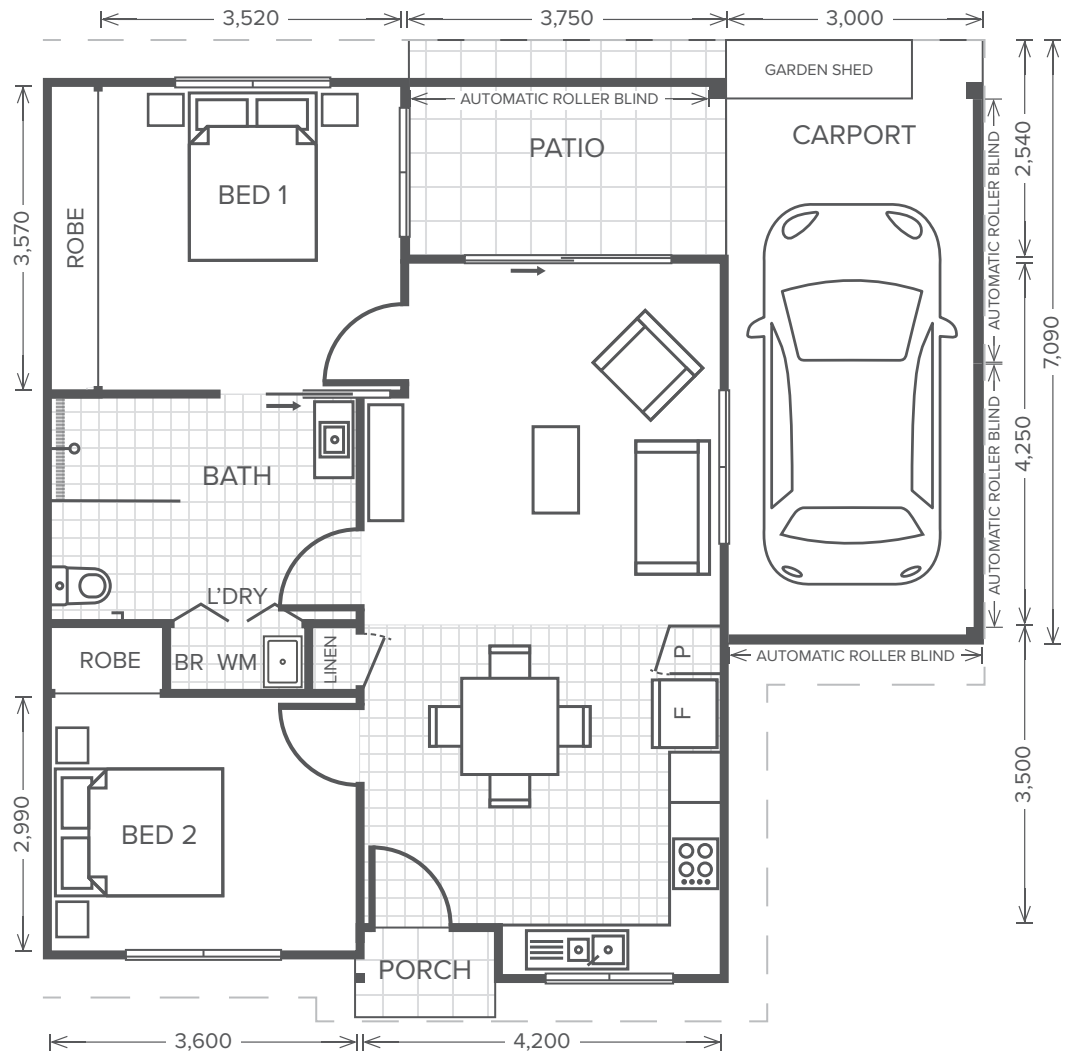 3,520
3,750
3,000
GARDEN SHED
AUTOMATIC ROLLER BLIND
PATIO
CARPORT
BED 1
ROBE
3,570
2,540
AUTOMATIC ROLLER BLIND
7,090
4,250
AUTOMATIC ROLLER BLIND
BATH
L'DRY
ROBE
BR WM
LINEN
P
AUTOMATIC ROLLER BLIND
F
3,500
2,990
BED 2
PORCH
3,600
4,200